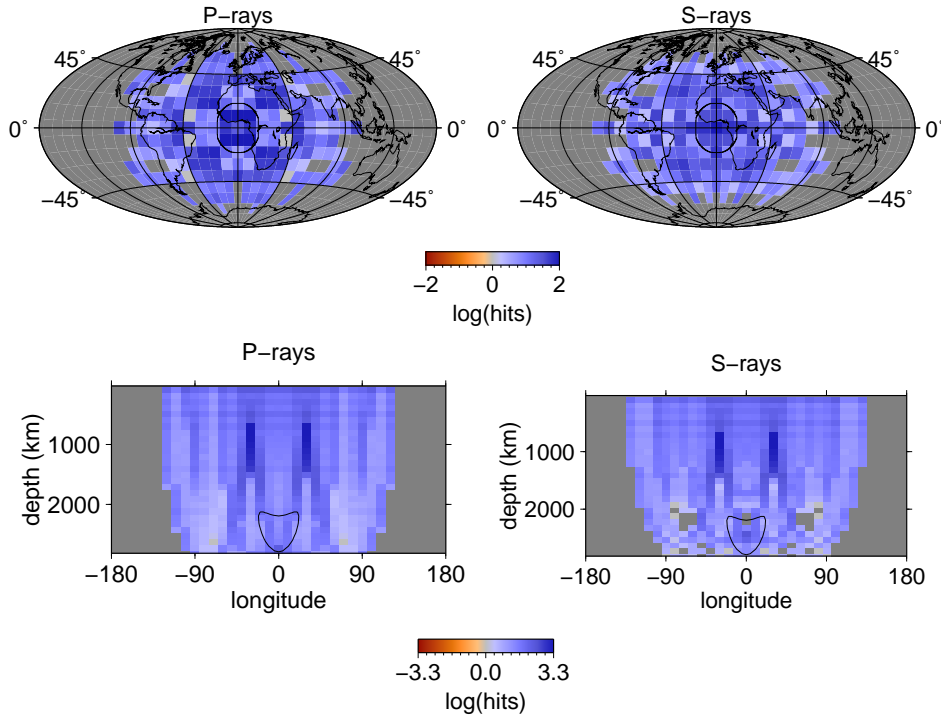 P−rays
S−rays
45°
45°
45°
45°
0°
0°
0°
0°
−45°
−45°
−45°
−45°
−2 0 2
log(hits)
P−rays
S−rays
depth (km)
1000
2000
−180 −90 0 90 180
longitude
depth (km)
1000
2000
−180 −90 0 90 180
longitude
−3.3 0.0 3.3
log(hits)